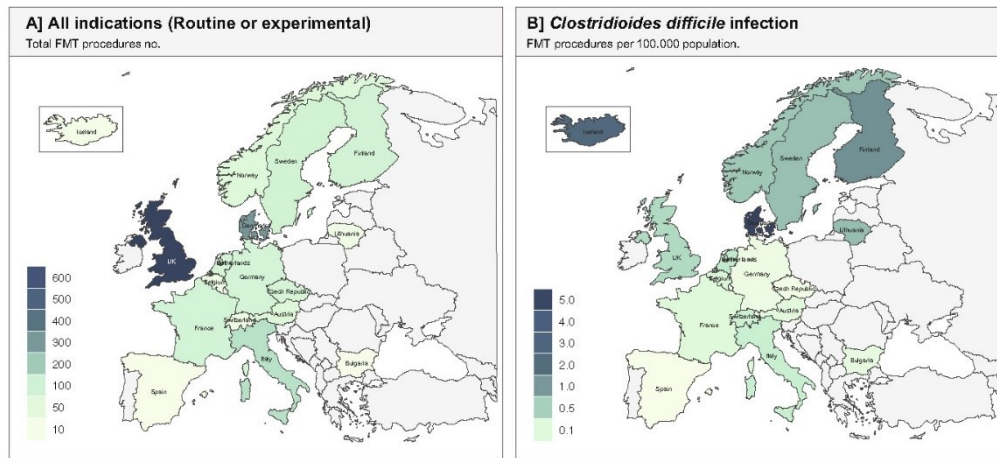 A] All indications (Routine or experimental)
Total FMT procedures no.
Iceland
Finland
Sweden
Norway
Lithuania
UK
Netherlands
Belgium
Germany
Czech Republic
Austria
Switzerland
France
Italy
Bulgaria
Spain
600
500
400
300
200
100
50
10
B] Clostridioides difficile infection
FMT procedures per 100.000 population.
Iceland
Finland
Sweden
Norway
Lithuania
UK
Netherlands
Belgium
Germany
Czech Republic
Austria
Switzerland
France
Italy
Bulgaria
Spain
5.0
4.0
3.0
2.0
1.0
0.5
0.1